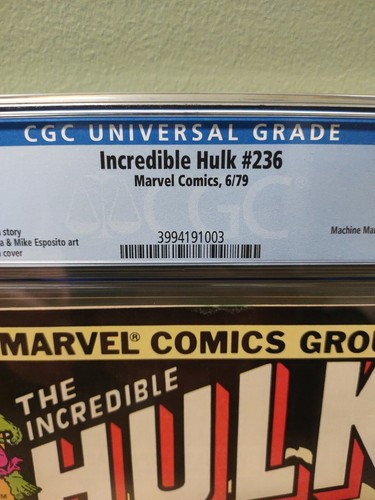 CGC UNIVERSAL GRADE
Incredible Hulk #236
Marvel Comics, 6/79
CGC
story
a & Mike Esposito art
cover
Machine Ma
3994191003
MARVEL® COMICS GROU
THE
INCREDIBLE
HULK